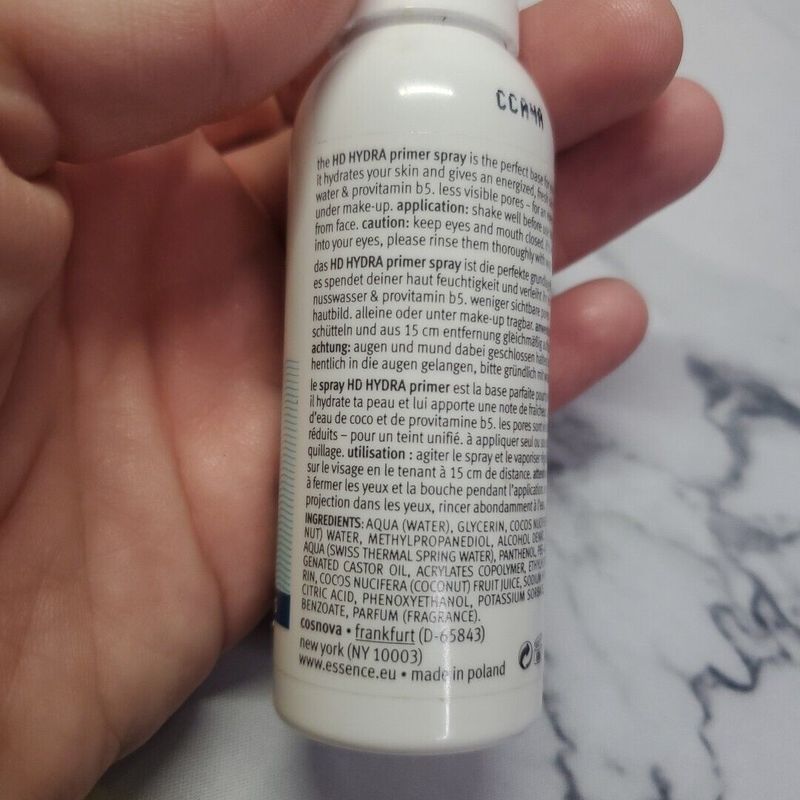 CCA4A
the HD HYDRA primer spray is the perfect base for
it hydrates your skin and gives an energized, fresh
water & provitamin b5. less visible pores – for an
under make-up. application: shake well before
from face. caution: keep eyes and mouth closed.
into your eyes, please rinse them thoroughly with
das HD HYDRA primer spray ist die perfekte
es spendet deiner haut feuchtigkeit und verleiht
nusswasser & provitamin b5. weniger sichtbare
hautbild. alleine oder unter make-up tragbar.
schütteln und aus 15 cm entfernung gleichmäßig
achtung: augen und mund dabei geschlossen
hentlich in die augen gelangen, bitte gründlich mit
le spray HD HYDRA primer est la base parfaite
il hydrate ta peau et lui apporte une note de
d'eau de coco et de provitamine b5. les pores sont
réduits – pour un teint unifié. à appliquer seul ou
quillage. utilisation : agiter le spray et le vaporiser
sur le visage en le tenant à 15 cm de distance.
à fermer les yeux et la bouche pendant l'application.
projection dans les yeux, rincer abondamment à
INGREDIENTS: AQUA (WATER), GLYCERIN, COCOS
NUT) WATER, METHYLPROPANEDIOL, ALCOHOL DENAT.
AQUA (SWISS THERMAL SPRING WATER), PANTHENOL,
GENATED CASTOR OIL, ACRYLATES COPOLYMER,
RIN, COCOS NUCIFERA (COCONUT) FRUIT JUICE, SODIUM
CITRIC ACID, PHENOXYETHANOL, POTASSIUM
BENZOATE, PARFUM (FRAGRANCE).
cosnova • frankfurt (D-65843)
new york (NY 10003)
www.essence.eu • made in poland